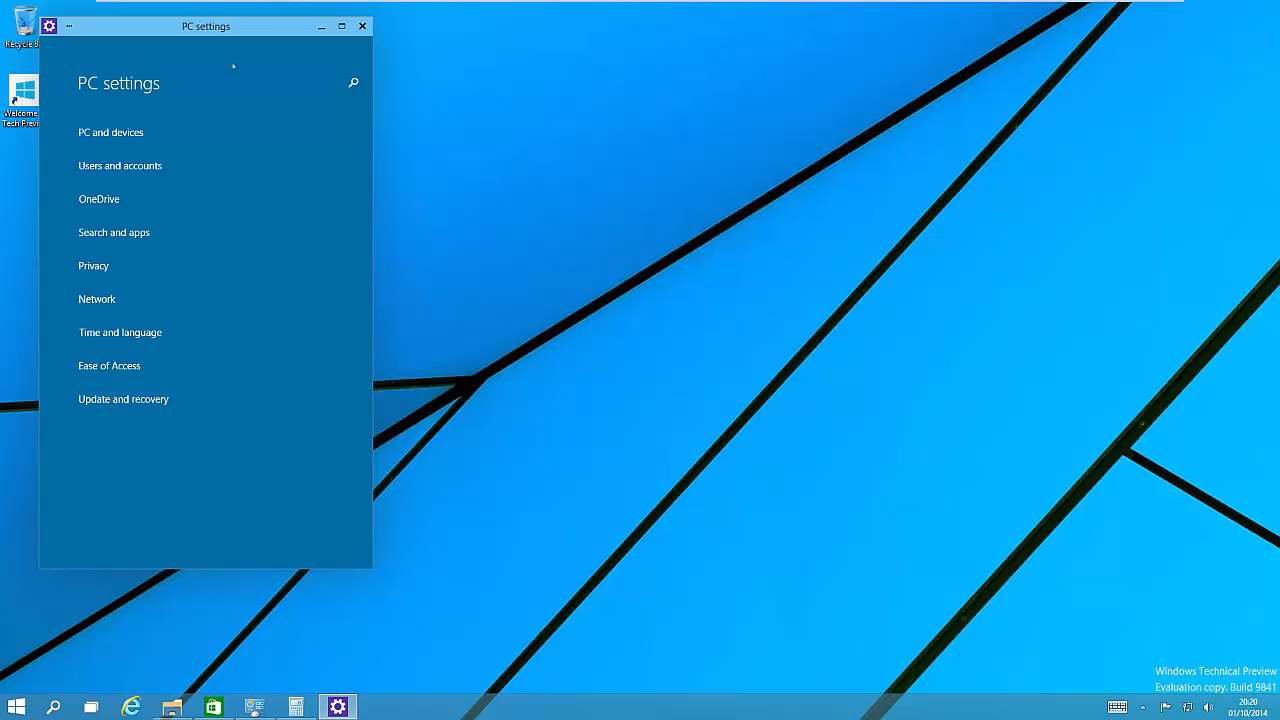 PC settings
Recycle B
PC settings
Welcome
Tech Previ
PC and devices
Users and accounts
OneDrive
Search and apps
Privacy
Network
Time and language
Ease of Access
Update and recovery
Windows Technical Preview
Evaluation copy. Build 9841
20:20
01/10/2014